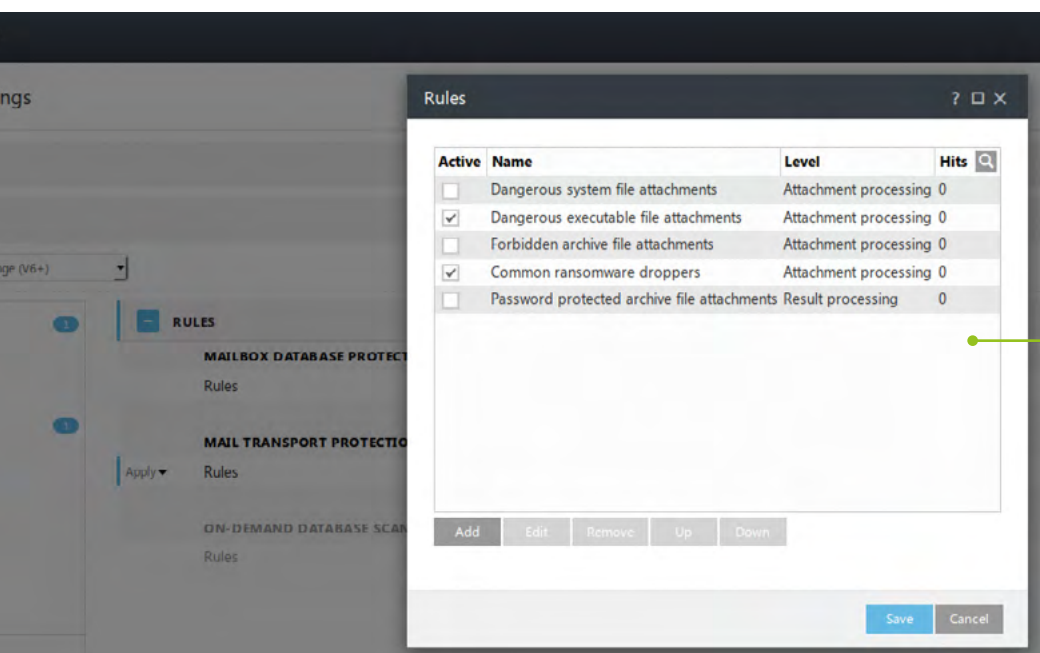 ngs
Rules ? X
Active Name Level Hits
Dangerous system file attachments Attachment processing 0
Dangerous executable file attachments Attachment processing 0
Forbidden archive file attachments Attachment processing 0
Common ransomware droppers Attachment processing 0
Password protected archive file attachments Result processing 0
nge (V6+)
1
RULES
MAILBOX DATABASE PROTECT
Rules
1
MAIL TRANSPORT PROTECTIO
Apply Rules
ON-DEMAND DATABASE SCAN
Rules
Add Edit Remove Up Down
Save Cancel